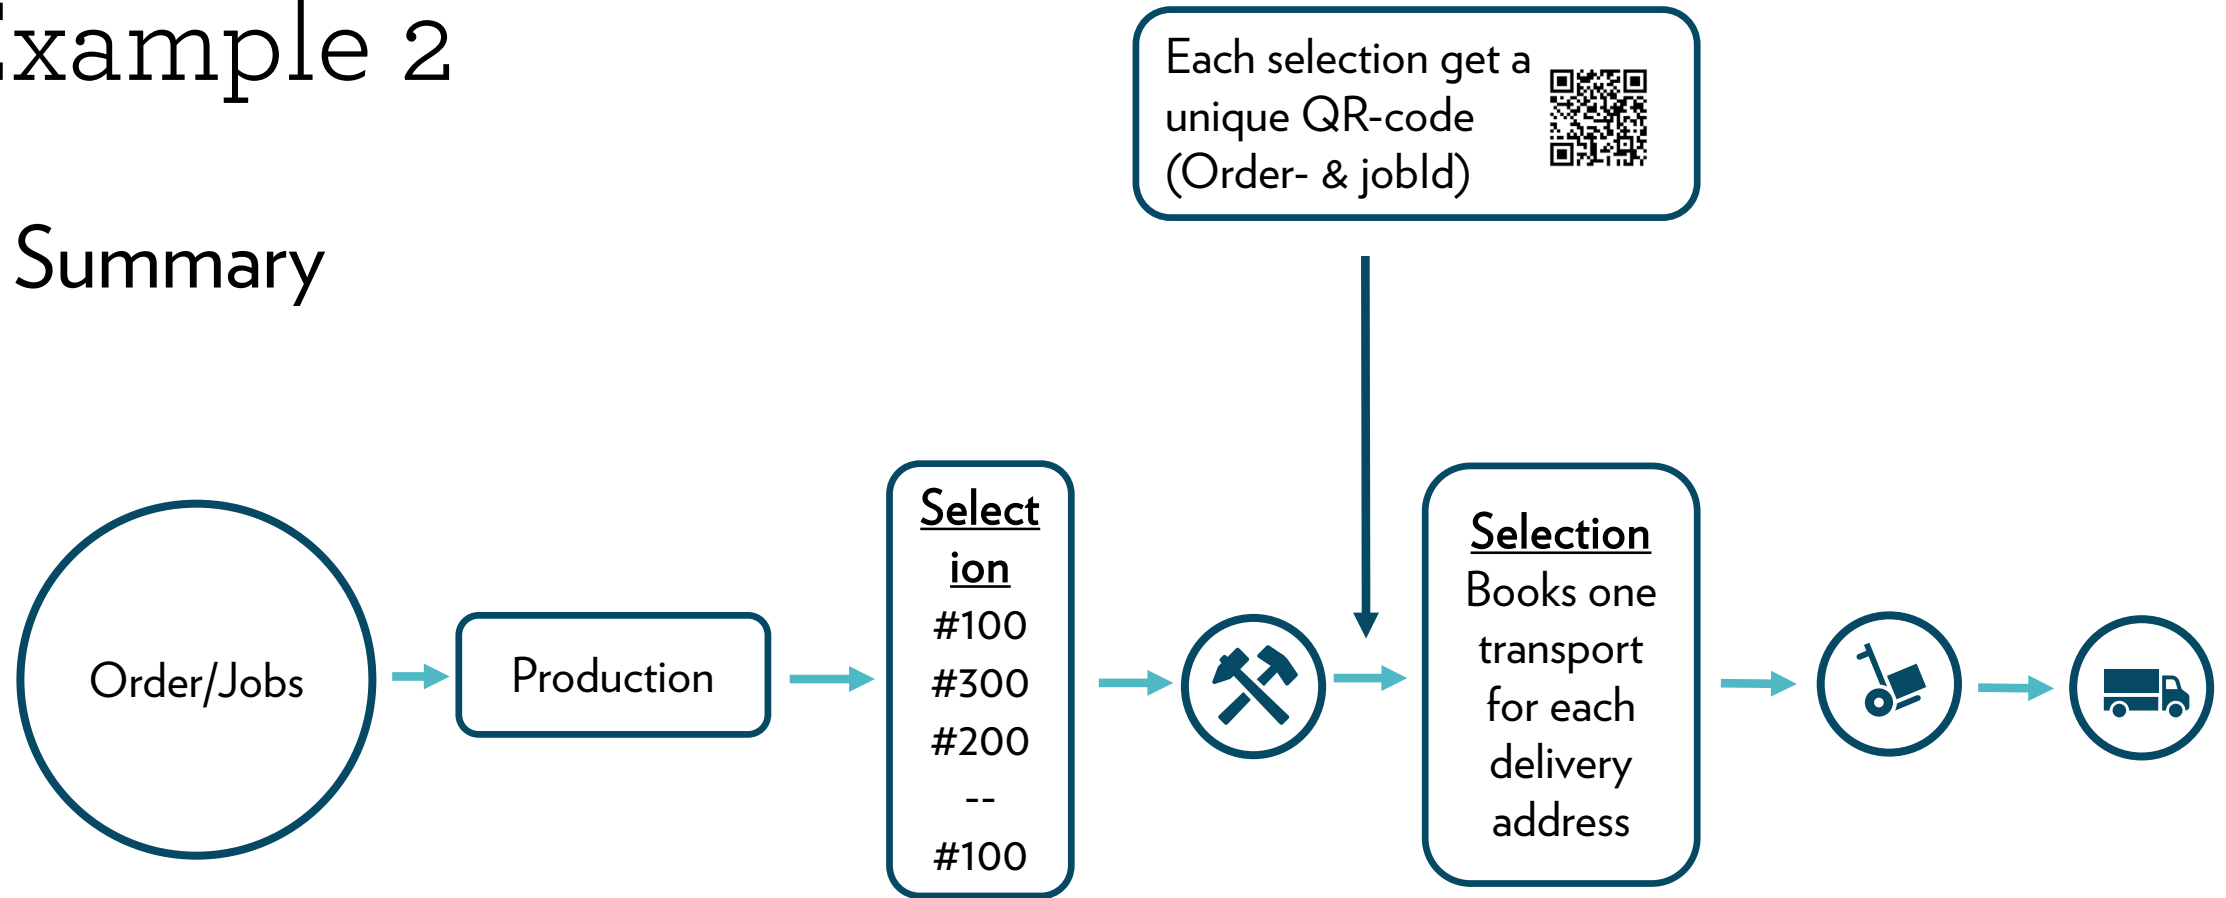 Example 2
Summary
Each selection get a
unique QR-code
(Order- & jobId)
Order/Jobs
Production
Select
ion
#100
#300
#200
--
#100
Selection
Books one
transport
for each
delivery
address